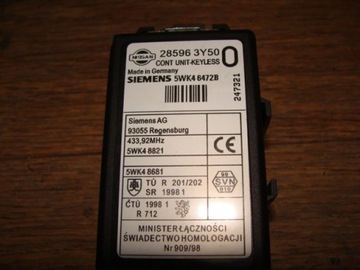 NISSAN 28596 3Y50 0
CONT UNIT-KEYLESS
Made in Germany
SIEMENS 5WK4 8472B
247321
Siemens AG
93055 Regensburg
433,92MHz
5WK4 8821
5WK4 8681
TÜ R 201/202
SR 1998 1
ČTÚ 1998 1
R 712
SVN
MINISTER ŁĄCZNOŚCI
ŚWIADECTWO HOMOLOGACJI
Nr 909/98